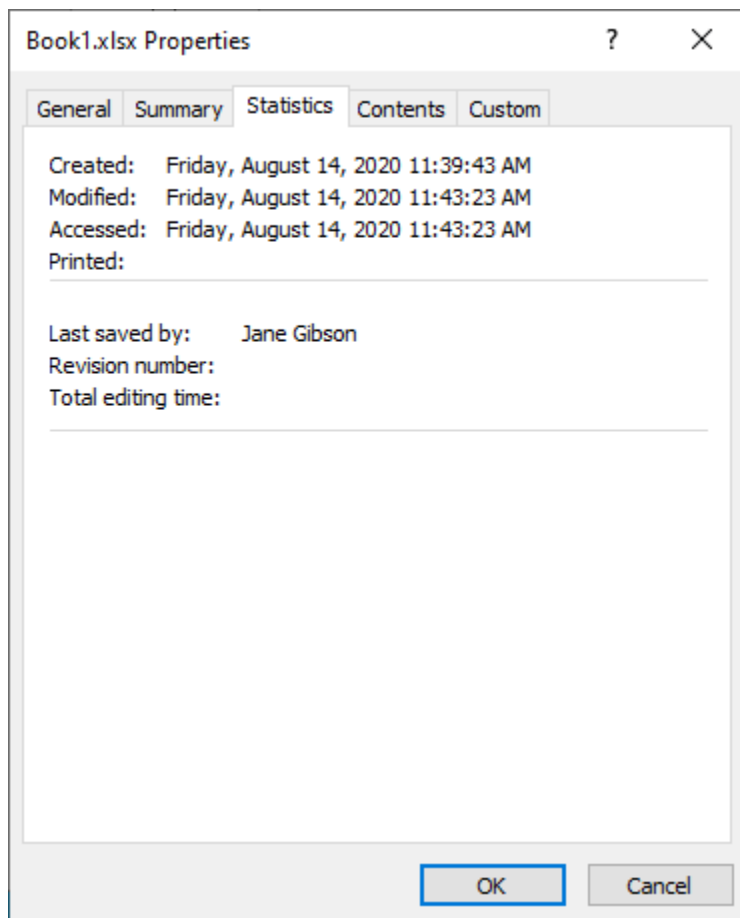 Book1.xlsx Properties ? X
General Summary Statistics Contents Custom
Created: Friday, August 14, 2020 11:39:43 AM
Modified: Friday, August 14, 2020 11:43:23 AM
Accessed: Friday, August 14, 2020 11:43:23 AM
Printed:
Last saved by: Jane Gibson
Revision number:
Total editing time:
OK Cancel